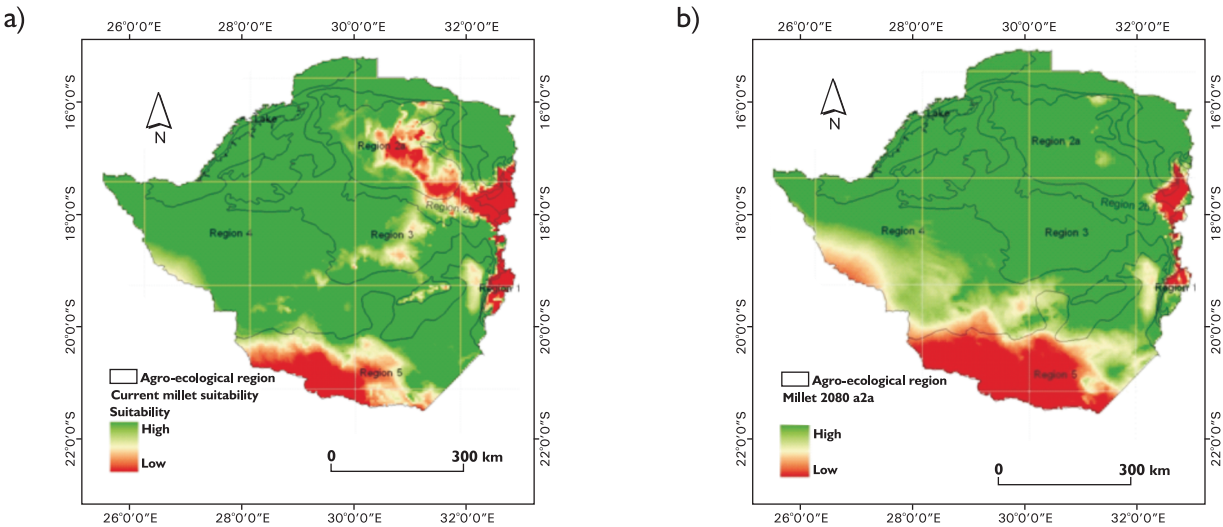 a)
26°0'0"E 28°0'0"E 30°0'0"E 32°0'0"E
16°0'0"S
18°0'0"S
20°0'0"S
22°0'0"S
N
Lake
Region 2a
Region 2b
Region 4
Region 3
Region 1
Region 5
Agro-ecological region
Current millet suitability
Suitability
High
Low
0 300 km
16°0'0"S
18°0'0"S
20°0'0"S
22°0'0"S
26°0'0"E 28°0'0"E 30°0'0"E 32°0'0"E
b)
26°0'0"E 28°0'0"E 30°0'0"E 32°0'0"E
16°0'0"S
18°0'0"S
20°0'0"S
22°0'0"S
N
Lake
Region 2a
Region 2b
Region 4
Region 3
Region 1
Region 5
Agro-ecological region
Millet 2080 a2a
High
Low
0 300 km
16°0'0"S
18°0'0"S
20°0'0"S
22°0'0"S
26°0'0"E 28°0'0"E 30°0'0"E 32°0'0"E